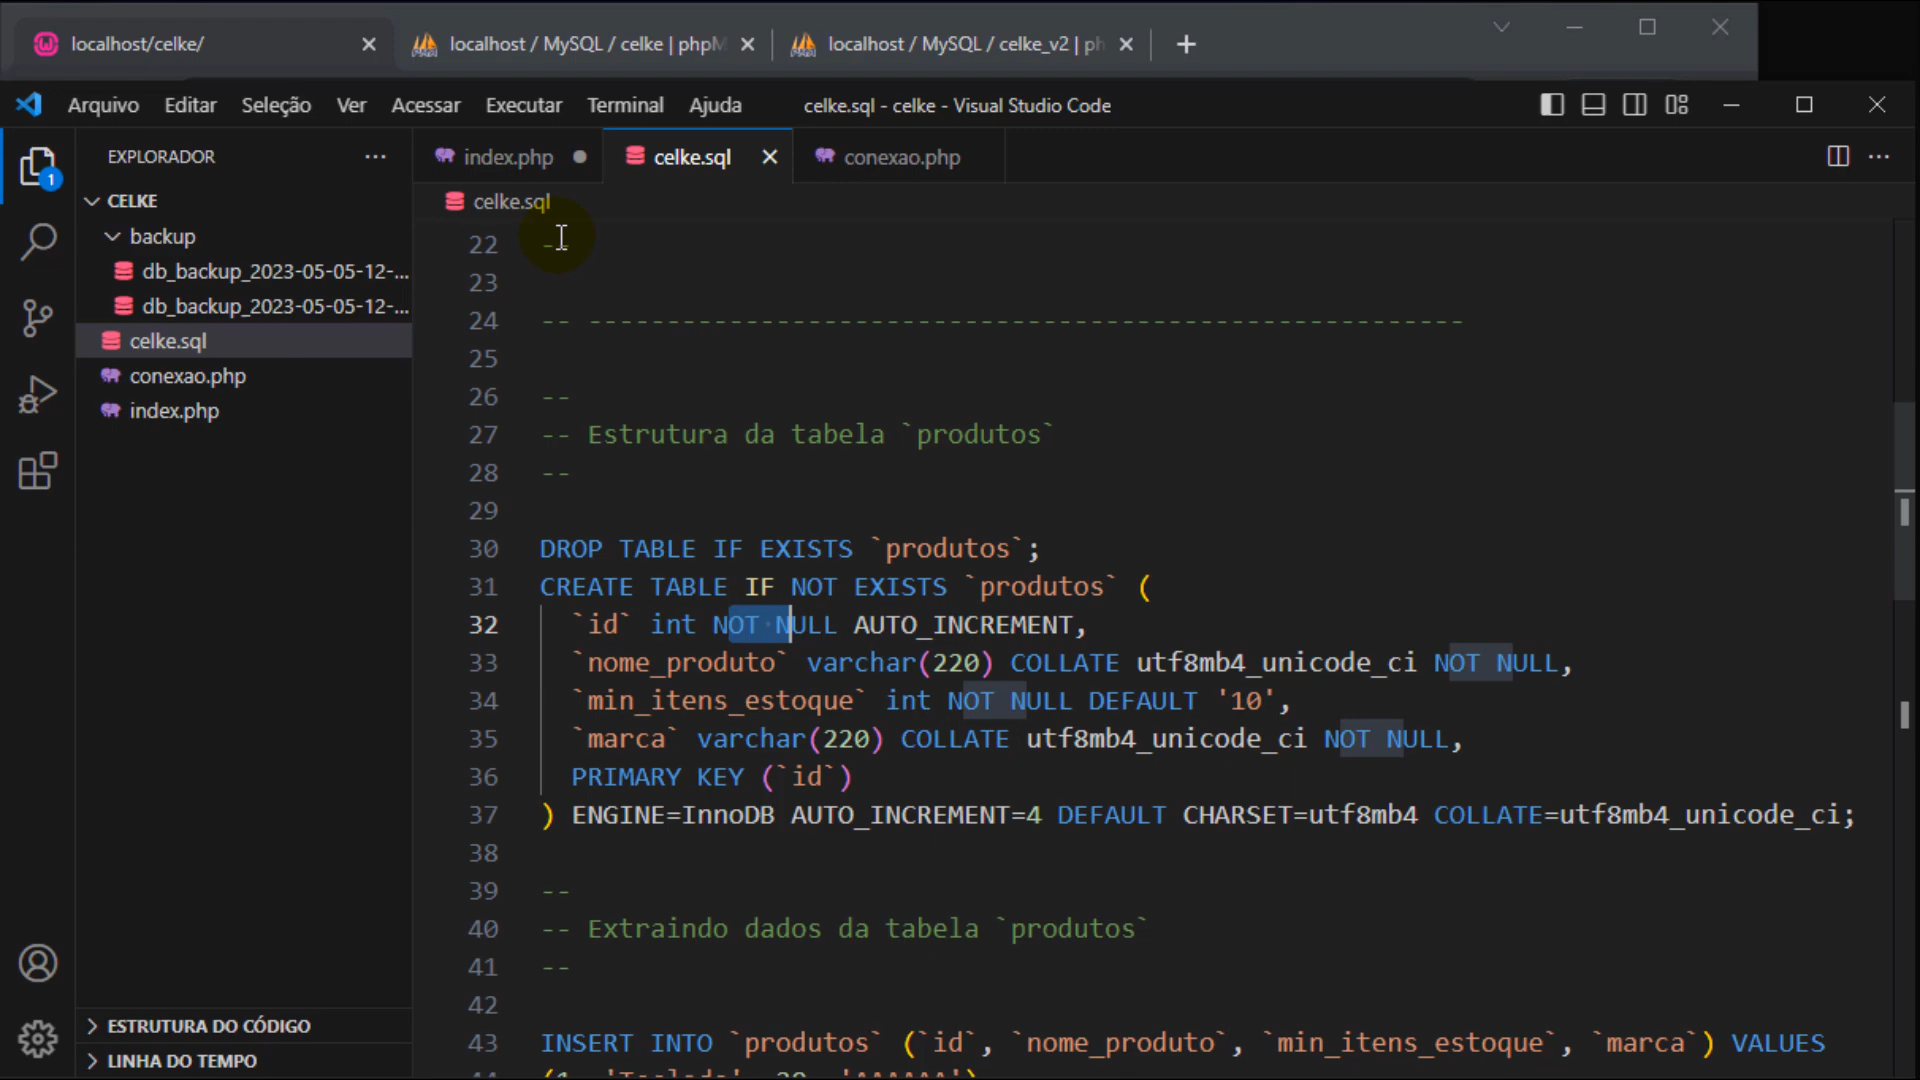 localhost/celke/
localhost / MySQL / celke | phpM
localhost / MySQL / celke_v2 | ph
Arquivo Editar Seleção Ver Acessar Executar Terminal Ajuda celke.sql - celke - Visual Studio Code
EXPLORADOR
index.php
celke.sql
conexao.php
1
CELKE
celke.sql
backup
db_backup_2023-05-05-12-...
db_backup_2023-05-05-12-...
celke.sql
conexao.php
index.php
22 --
23
24 -- --------------------------------------------------------
25
26 --
27 -- Estrutura da tabela `produtos`
28 --
29
30 DROP TABLE IF EXISTS `produtos`;
31 CREATE TABLE IF NOT EXISTS `produtos` (
32 `id` int NOT NULL AUTO_INCREMENT,
33 `nome_produto` varchar(220) COLLATE utf8mb4_unicode_ci NOT NULL,
34 `min_itens_estoque` int NOT NULL DEFAULT '10',
35 `marca` varchar(220) COLLATE utf8mb4_unicode_ci NOT NULL,
36 PRIMARY KEY (`id`)
37 ) ENGINE=InnoDB AUTO_INCREMENT=4 DEFAULT CHARSET=utf8mb4 COLLATE=utf8mb4_unicode_ci;
38
39 --
40 -- Extraindo dados da tabela `produtos`
41 --
42
43 INSERT INTO `produtos` (`id`, `nome_produto`, `min_itens_estoque`, `marca`) VALUES
ESTRUTURA DO CÓDIGO
LINHA DO TEMPO